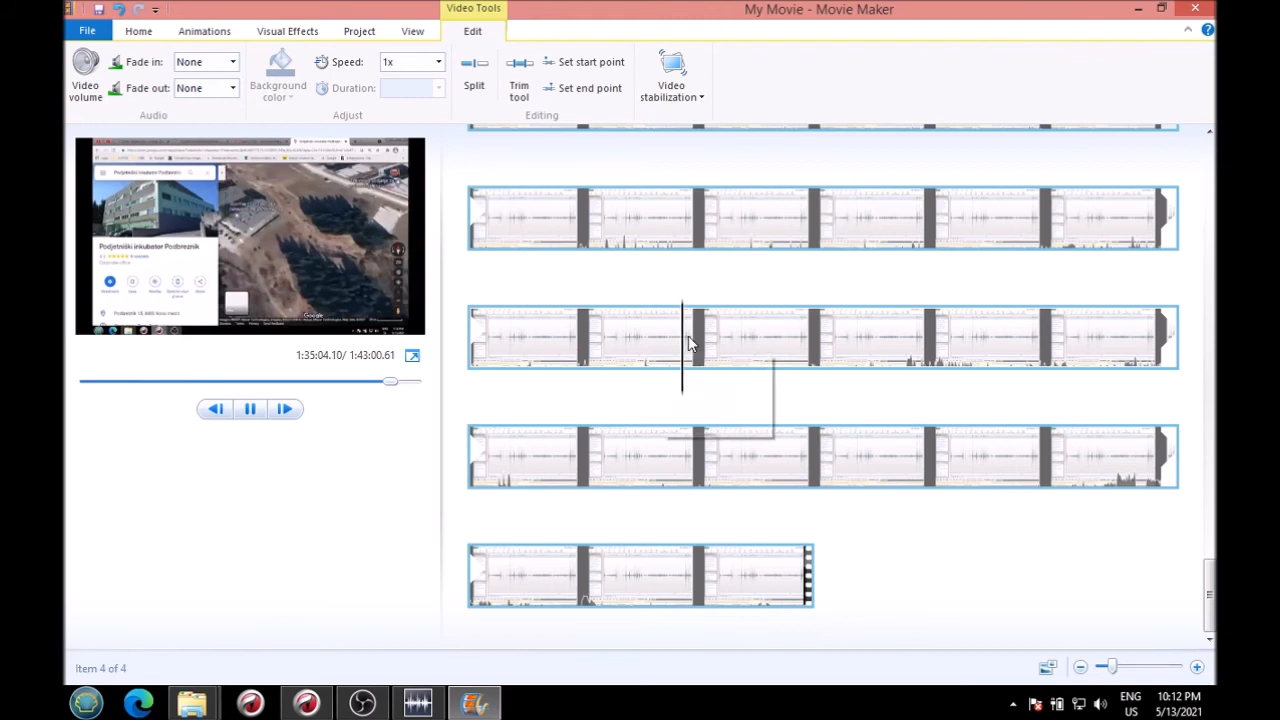 Video Tools
My Movie - Movie Maker
File
Home
Animations
Visual Effects
Project
View
Edit
Video volume
Fade in: None
Fade out: None
Audio
Background color
Speed: 1x
Duration:
Adjust
Split
Trim tool
Set start point
Set end point
Editing
Video stabilization
Podjetniški inkubator Podbreznik
Google
1:35:04.10/ 1:43:00.61
Item 4 of 4
ENG
US
10:12 PM
5/13/2021